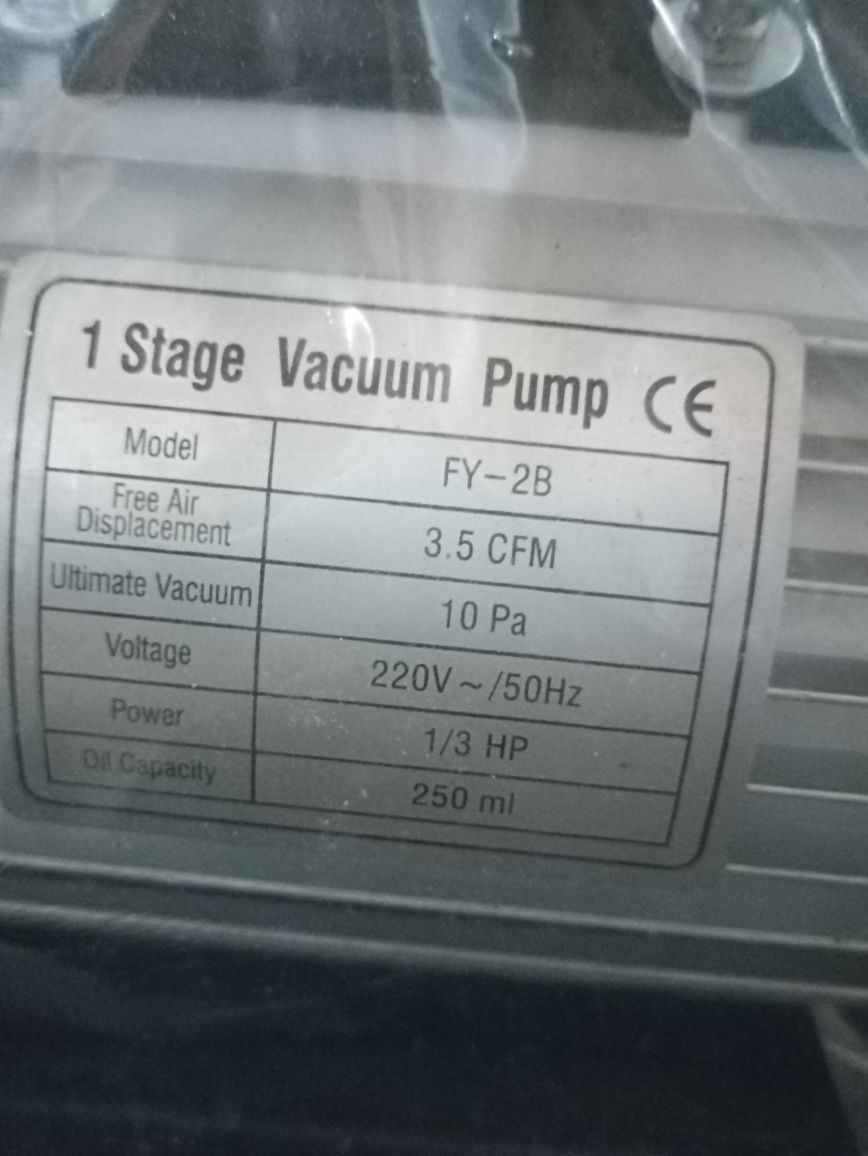 1 Stage Vacuum Pump CE
Model FY-2B
Free Air
Displacement 3.5 CFM
Ultimate Vacuum 10 Pa
Voltage 220V~/50Hz
Power 1/3 HP
Oil Capacity 250 ml